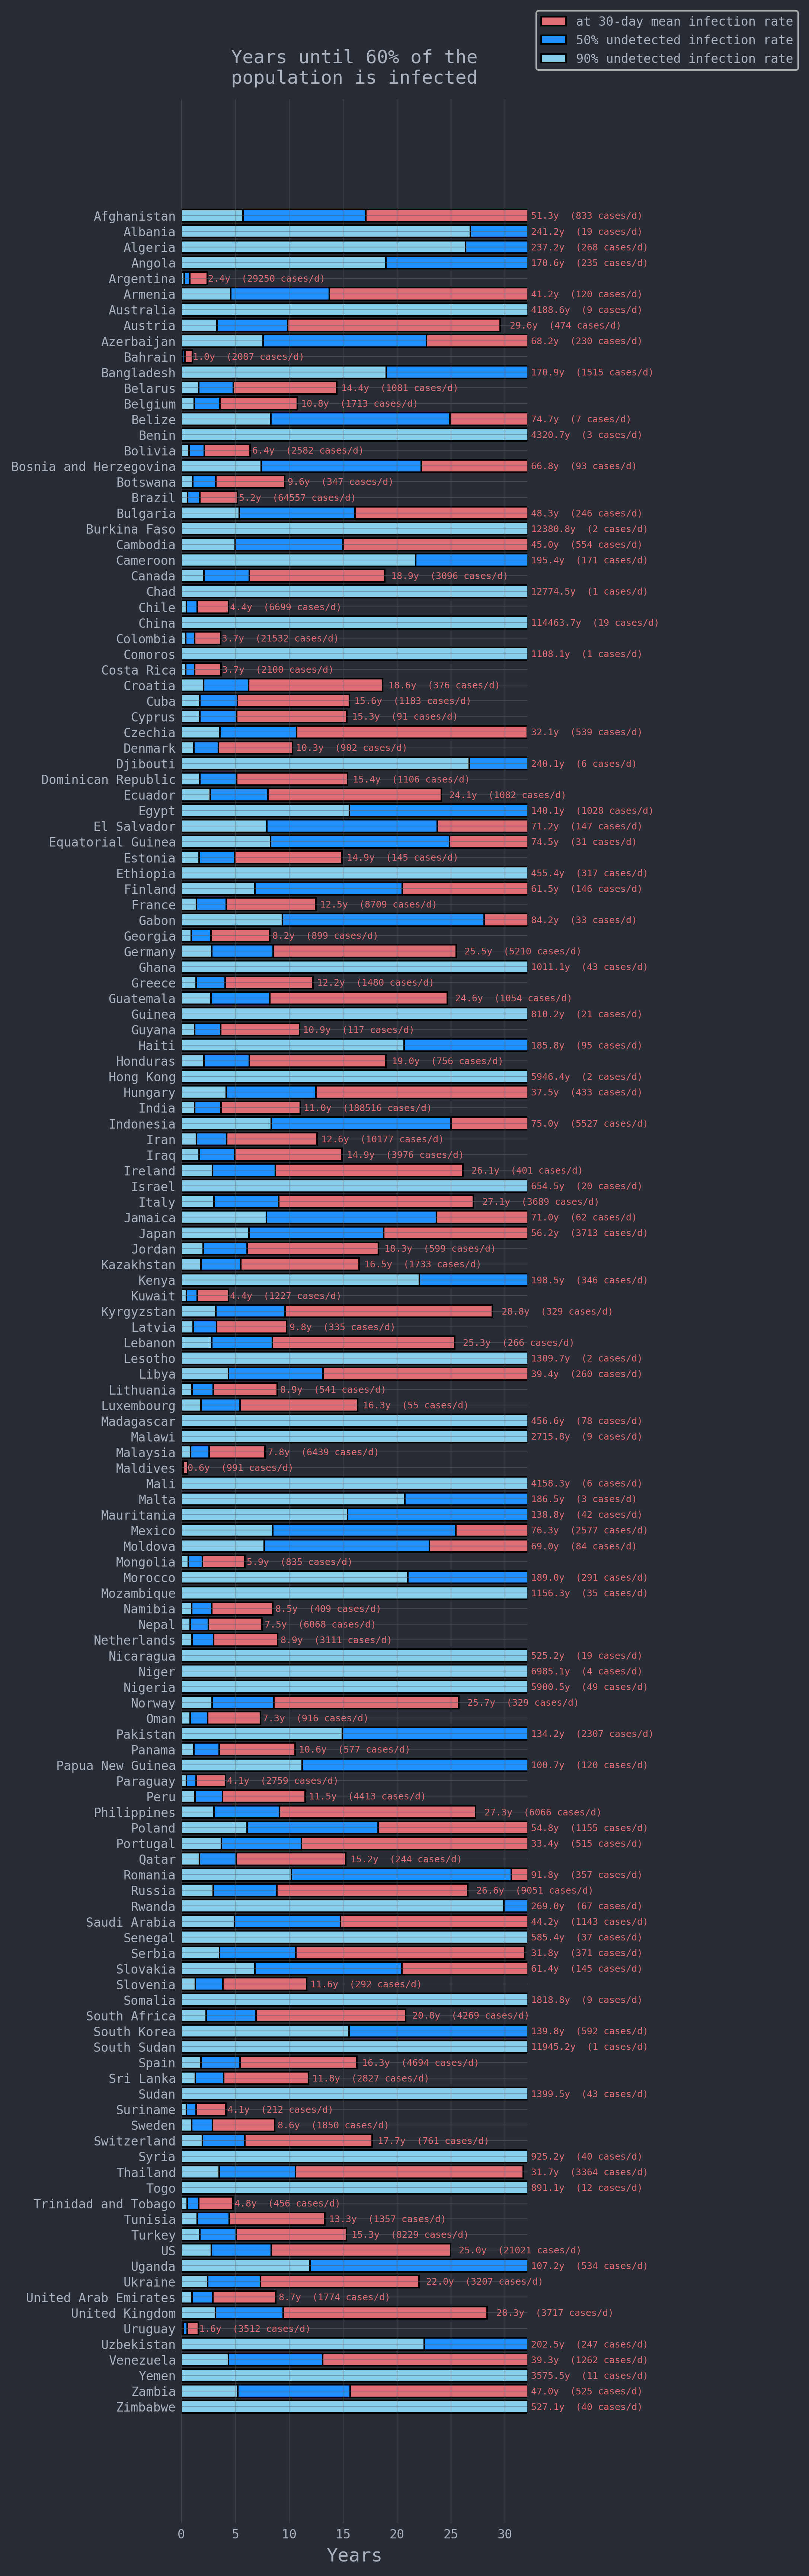 at 30-day mean infection rate
50% undetected infection rate
90% undetected infection rate
Years until 60% of the
population is infected
Afghanistan 51.3y (833 cases/d)
Albania 241.2y (19 cases/d)
Algeria 237.2y (268 cases/d)
Angola 170.6y (235 cases/d)
Argentina 2.4y (29250 cases/d)
Armenia 41.2y (120 cases/d)
Australia 4188.6y (9 cases/d)
Austria 29.6y (474 cases/d)
Azerbaijan 68.2y (230 cases/d)
Bahrain 1.0y (2087 cases/d)
Bangladesh 170.9y (1515 cases/d)
Belarus 14.4y (1081 cases/d)
Belgium 10.8y (1713 cases/d)
Belize 74.7y (7 cases/d)
Benin 4320.7y (3 cases/d)
Bolivia 6.4y (2582 cases/d)
Bosnia and Herzegovina 66.8y (93 cases/d)
Botswana 9.6y (347 cases/d)
Brazil 5.2y (64557 cases/d)
Bulgaria 48.3y (246 cases/d)
Burkina Faso 12380.8y (2 cases/d)
Cambodia 45.0y (554 cases/d)
Cameroon 195.4y (171 cases/d)
Canada 18.9y (3096 cases/d)
Chad 12774.5y (1 cases/d)
Chile 4.4y (6699 cases/d)
China 114463.7y (19 cases/d)
Colombia 3.7y (21532 cases/d)
Comoros 1108.1y (1 cases/d)
Costa Rica 3.7y (2100 cases/d)
Croatia 18.6y (376 cases/d)
Cuba 15.6y (1183 cases/d)
Cyprus 15.3y (91 cases/d)
Czechia 32.1y (539 cases/d)
Denmark 10.3y (902 cases/d)
Djibouti 240.1y (6 cases/d)
Dominican Republic 15.4y (1106 cases/d)
Ecuador 24.1y (1082 cases/d)
Egypt 140.1y (1028 cases/d)
El Salvador 71.2y (147 cases/d)
Equatorial Guinea 74.5y (31 cases/d)
Estonia 14.9y (145 cases/d)
Ethiopia 455.4y (317 cases/d)
Finland 61.5y (146 cases/d)
France 12.5y (8709 cases/d)
Gabon 84.2y (33 cases/d)
Georgia 8.2y (899 cases/d)
Germany 25.5y (5210 cases/d)
Ghana 1011.1y (43 cases/d)
Greece 12.2y (1480 cases/d)
Guatemala 24.6y (1054 cases/d)
Guinea 810.2y (21 cases/d)
Guyana 10.9y (117 cases/d)
Haiti 185.8y (95 cases/d)
Honduras 19.0y (756 cases/d)
Hong Kong 5946.4y (2 cases/d)
Hungary 37.5y (433 cases/d)
India 11.0y (188516 cases/d)
Indonesia 75.0y (5527 cases/d)
Iran 12.6y (10177 cases/d)
Iraq 14.9y (3976 cases/d)
Ireland 26.1y (401 cases/d)
Israel 654.5y (20 cases/d)
Italy 27.1y (3689 cases/d)
Jamaica 71.0y (62 cases/d)
Japan 56.2y (3713 cases/d)
Jordan 18.3y (599 cases/d)
Kazakhstan 16.5y (1733 cases/d)
Kenya 198.5y (346 cases/d)
Kuwait 4.4y (1227 cases/d)
Kyrgyzstan 28.8y (329 cases/d)
Latvia 9.8y (335 cases/d)
Lebanon 25.3y (266 cases/d)
Lesotho 1309.7y (2 cases/d)
Libya 39.4y (260 cases/d)
Lithuania 8.9y (541 cases/d)
Luxembourg 16.3y (55 cases/d)
Madagascar 456.6y (78 cases/d)
Malawi 2715.8y (9 cases/d)
Malaysia 7.8y (6439 cases/d)
Maldives 0.6y (991 cases/d)
Mali 4158.3y (6 cases/d)
Malta 186.5y (3 cases/d)
Mauritania 138.8y (42 cases/d)
Mexico 76.3y (2577 cases/d)
Moldova 69.0y (84 cases/d)
Mongolia 5.9y (835 cases/d)
Morocco 189.0y (291 cases/d)
Mozambique 1156.3y (35 cases/d)
Namibia 8.5y (409 cases/d)
Nepal 7.5y (6068 cases/d)
Netherlands 8.9y (3111 cases/d)
Nicaragua 525.2y (19 cases/d)
Niger 6985.1y (4 cases/d)
Nigeria 5900.5y (49 cases/d)
Norway 25.7y (329 cases/d)
Oman 7.3y (916 cases/d)
Pakistan 134.2y (2307 cases/d)
Panama 10.6y (577 cases/d)
Papua New Guinea 100.7y (120 cases/d)
Paraguay 4.1y (2759 cases/d)
Peru 11.5y (4413 cases/d)
Philippines 27.3y (6066 cases/d)
Poland 54.8y (1155 cases/d)
Portugal 33.4y (515 cases/d)
Qatar 15.2y (244 cases/d)
Romania 91.8y (357 cases/d)
Russia 26.6y (9051 cases/d)
Rwanda 269.0y (67 cases/d)
Saudi Arabia 44.2y (1143 cases/d)
Senegal 585.4y (37 cases/d)
Serbia 31.8y (371 cases/d)
Slovakia 61.4y (145 cases/d)
Slovenia 11.6y (292 cases/d)
Somalia 1818.8y (9 cases/d)
South Africa 20.8y (4269 cases/d)
South Korea 139.8y (592 cases/d)
South Sudan 11945.2y (1 cases/d)
Spain 16.3y (4694 cases/d)
Sri Lanka 11.8y (2827 cases/d)
Sudan 1399.5y (43 cases/d)
Suriname 4.1y (212 cases/d)
Sweden 8.6y (1850 cases/d)
Switzerland 17.7y (761 cases/d)
Syria 925.2y (40 cases/d)
Thailand 31.7y (3364 cases/d)
Togo 891.1y (12 cases/d)
Trinidad and Tobago 4.8y (456 cases/d)
Tunisia 13.3y (1357 cases/d)
Turkey 15.3y (8229 cases/d)
US 25.0y (21021 cases/d)
Uganda 107.2y (534 cases/d)
Ukraine 22.0y (3207 cases/d)
United Arab Emirates 8.7y (1774 cases/d)
United Kingdom 28.3y (3717 cases/d)
Uruguay 1.6y (3512 cases/d)
Uzbekistan 202.5y (247 cases/d)
Venezuela 39.3y (1262 cases/d)
Yemen 3575.5y (11 cases/d)
Zambia 47.0y (525 cases/d)
Zimbabwe 527.1y (40 cases/d)
0 5 10 15 20 25 30
Years